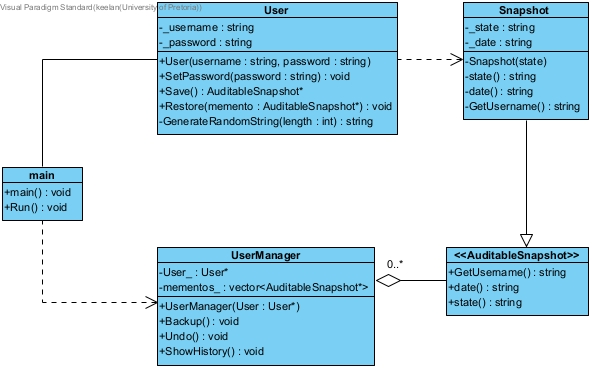 Visual Paradigm Standard(keelan(University of Pretoria))
User
-_username : string
-_password : string
+User(username : string, password : string)
+SetPassword(password : string) : void
+Save() : AuditableSnapshot*
+Restore(memento : AuditableSnapshot*) : void
-GenerateRandomString(length : int) : string
Snapshot
-_state : string
-_date : string
-Snapshot(state)
-state() : string
-date() : string
-GetUsername() : string
main
+main() : void
+Run() : void
UserManager
-User_ : User*
-mementos_ : vector<AuditableSnapshot*>
+UserManager(User : User*)
+Backup() : void
+Undo() : void
+ShowHistory() : void
0..*
<<AuditableSnapshot>>
+GetUsername() : string
+date() : string
+state() : string